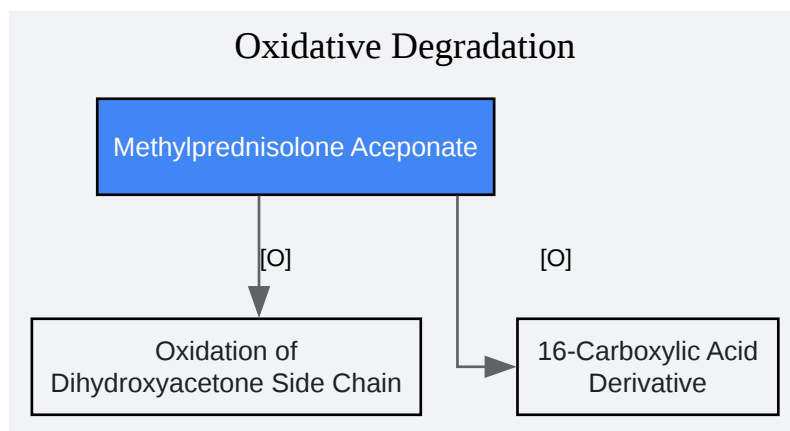 Oxidative Degradation
Methylprednisolone Aceponate
[O]
[O]
Oxidation of
Dihydroxyacetone Side Chain
16-Carboxylic Acid
Derivative